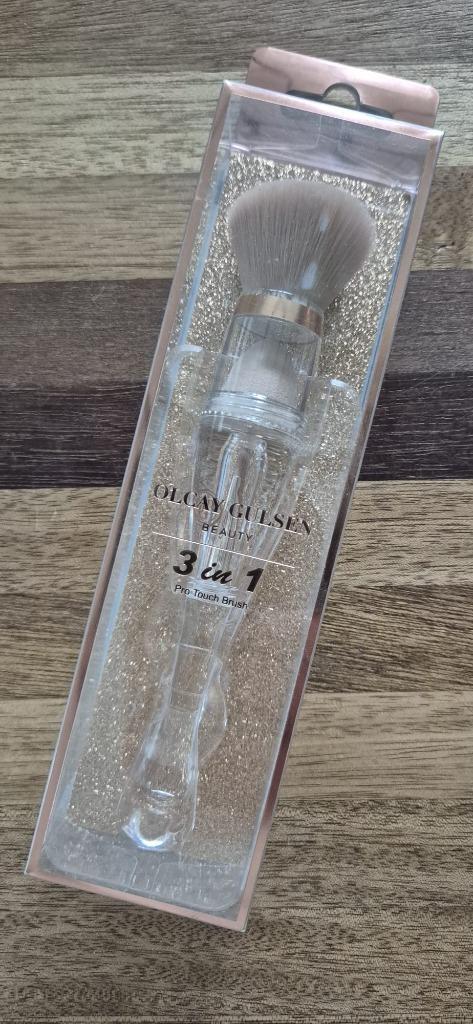 OLCAY GULSEN
BEAUTY
3 in 1
Pro Touch Brush